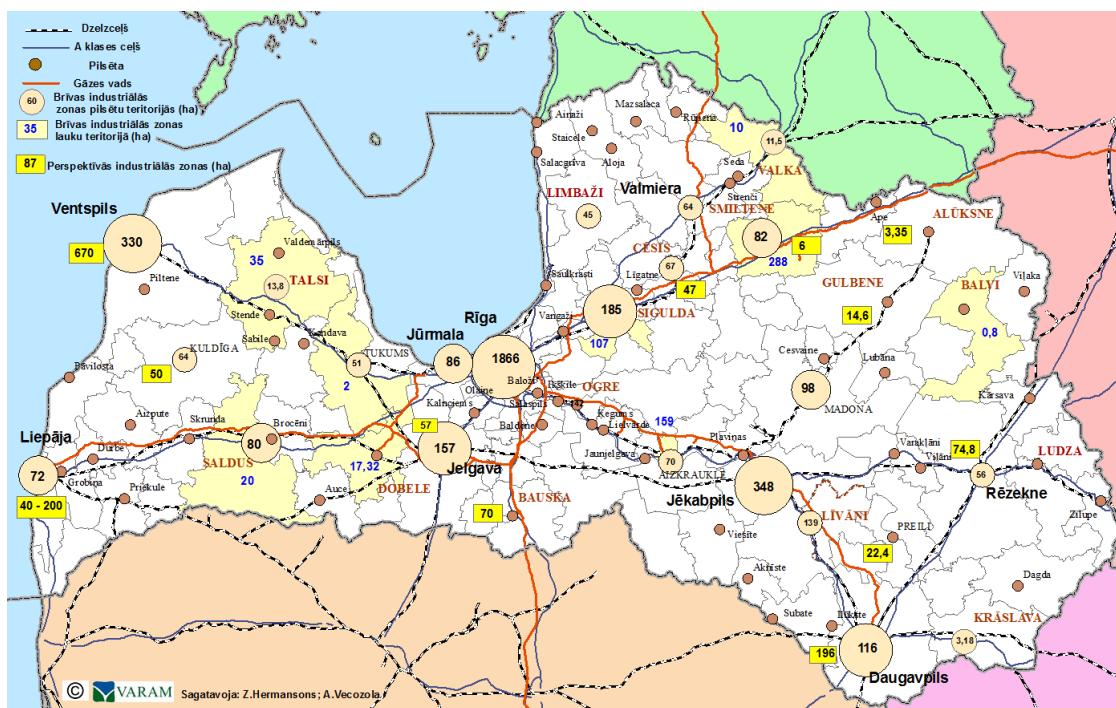 Dzelzceļš
A klases ceļš
Pilsēta
Gāzes vads
60
Brīvas industriālās
zonas pilsētu teritorijās (ha)
35
Brīvas industriālās zonas
lauku teritorijā (ha)
87
Perspektīvās industriālās zonas (ha)
Ainaži
Mazsalaca
Rūjiena
10
Staicele
11,5
Salacgrīva
Aloja
Seda
VALKA
Strenči
LIMBAŽI
Valmiera
45
64
SMILTENE
Ape
ALŪKSNE
3,35
82
6
288
Ventspils
330
670
Piltene
Valdemārpils
35
TALSI
13,8
Stende
Sabile
Kandava
CĒSIS
67
Līgatne
47
Saulkrasti
185
SIGULDA
107
Vangaži
GULBENE
14,6
Viļaka
BALVI
0,8
Rīga
1866
Jūrmala
86
TUKUMS
51
2
KULDĪGA
64
50
Pāvilosta
Cesvaine
Lubāna
98
MADONA
Kārsava
Baloži
Ikšķile
OGRE
Olaine
Salaspils
142
Kalnciems
Ķegums
Lielvārde
Baldone
57
157
Jelgava
159
Aizpute
Skrunda
Brocēni
80
SALDUS
20
Liepāja
72
Durbe
Grobiņa
40 - 200
Priekule
Auce
17,32
DOBELE
BAUSKA
70
Jaunjelgava
70
AIZKRAUKLE
Pļaviņas
348
Jēkabpils
Varakļāni
Viļāni
74,8
56
Rēzekne
LUDZA
Zilupe
139
LĪVĀNI
PREIĻI
22,4
Viesīte
Aknīste
Subate
Ilūkste
Dagda
KRĀSLAVA
3,18
196
116
Daugavpils
© VARAM Sagatavoja: Z.Hermansons; A.Vecozola